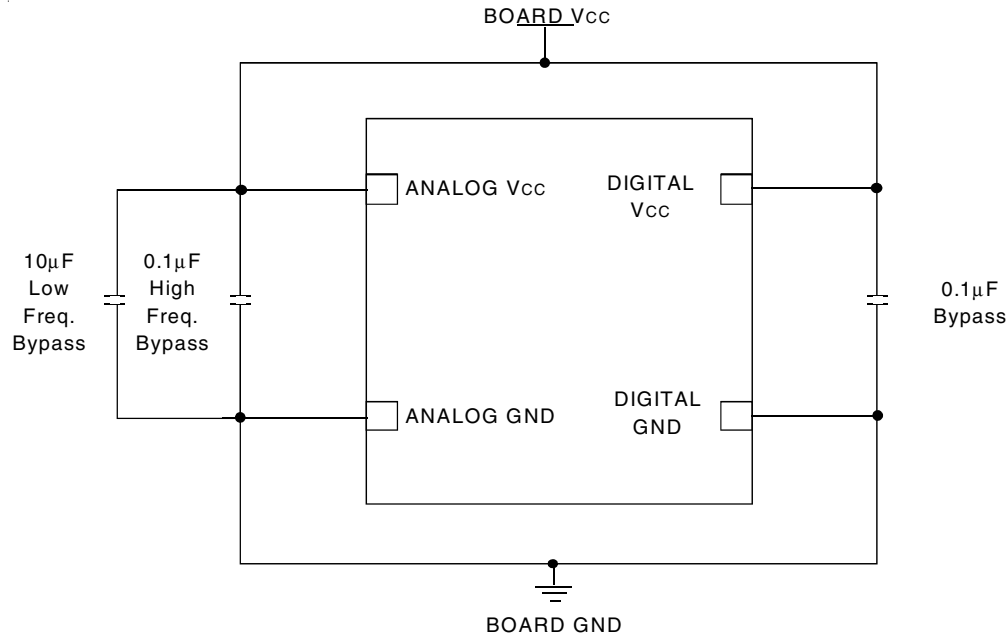 BOARD VCC
ANALOG VCC
DIGITAL
VCC
10μF
Low
Freq.
Bypass
0.1μF
High
Freq.
Bypass
0.1μF
Bypass
ANALOG GND
DIGITAL
GND
BOARD GND